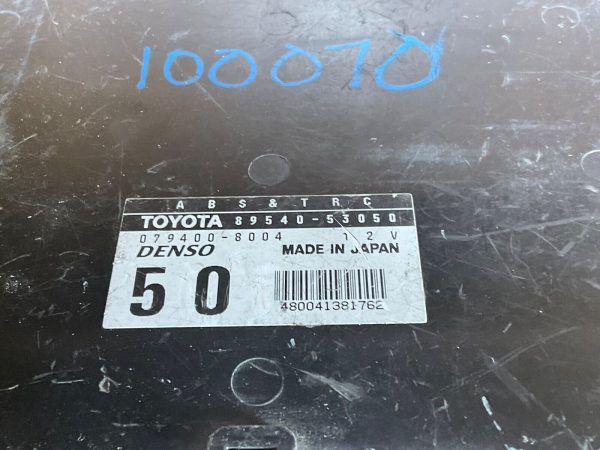 100070
ABS & TRC
TOYOTA 89540-53050
079400-8004 12V
DENSO MADE IN JAPAN
50
480041381762